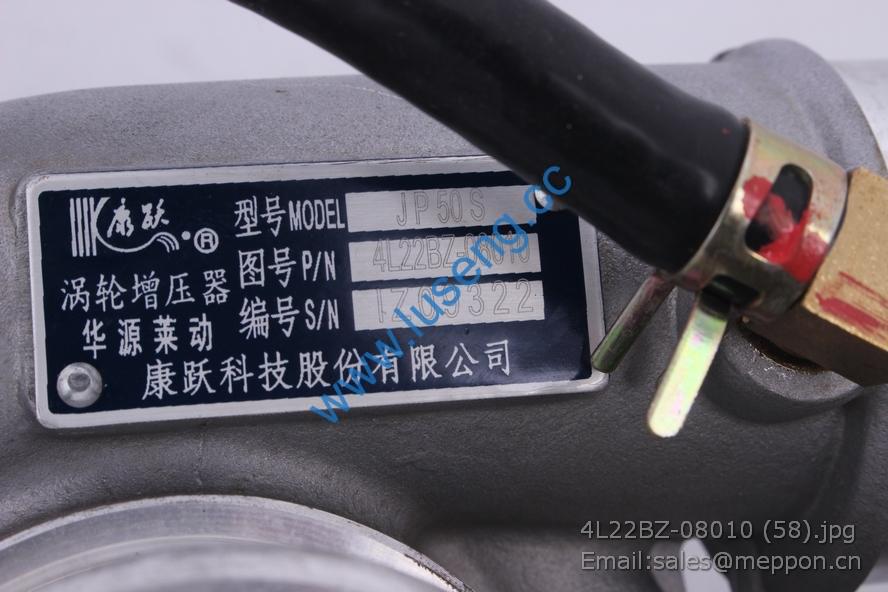 康跃 ®
型号MODEL JP50S
涡轮增压器 图号P/N 4L22BZ-08010
华源莱动 编号S/N
康跃科技股份有限公司
www.luseng.cc
4L22BZ-08010 (58).jpg
Email:sales@meppon.cn